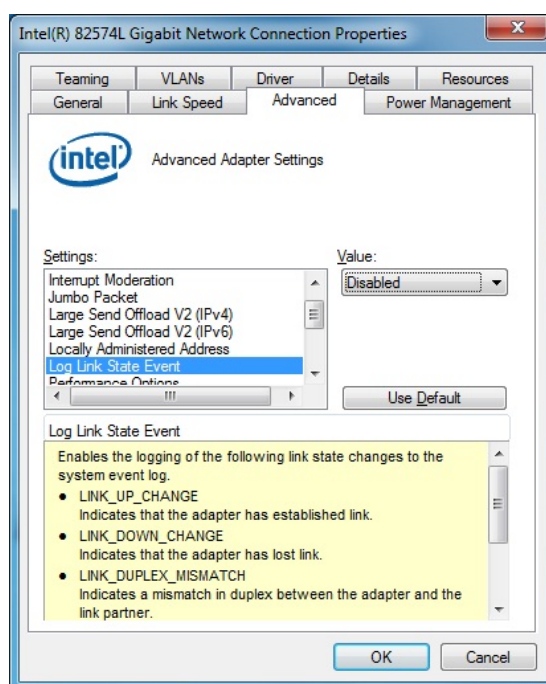 Intel(R) 82574L Gigabit Network Connection Properties
Teaming
VLANs
Driver
Details
Resources
General
Link Speed
Advanced
Power Management
intel
Advanced Adapter Settings
Settings:
Value:
Interrupt Moderation
Jumbo Packet
Large Send Offload V2 (IPv4)
Large Send Offload V2 (IPv6)
Locally Administered Address
Log Link State Event
Performance Options
Disabled
Use Default
Log Link State Event
Enables the logging of the following link state changes to the
system event log.
● LINK_UP_CHANGE
Indicates that the adapter has established link.
● LINK_DOWN_CHANGE
Indicates that the adapter has lost link.
● LINK_DUPLEX_MISMATCH
Indicates a mismatch in duplex between the adapter and the
link partner.
OK
Cancel